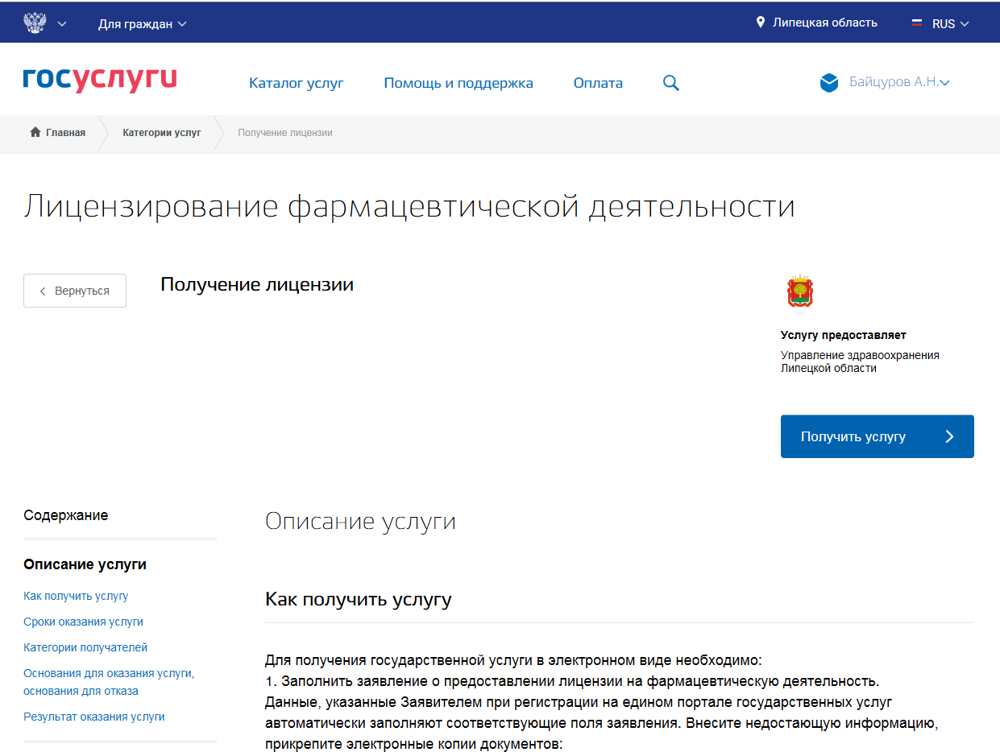 Для граждан
Липецкая область
RUS
госуслуги
Каталог услуг
Помощь и поддержка
Оплата
Байцуров А.Н.
Главная
Категории услуг
Получение лицензии
Лицензирование фармацевтической деятельности
Вернуться
Получение лицензии
Услугу предоставляет
Управление здравоохранения
Липецкой области
Получить услугу
Содержание
Описание услуги
Как получить услугу
Сроки оказания услуги
Категории получателей
Основания для оказания услуги,
основания для отказа
Результат оказания услуги
Описание услуги
Как получить услугу
Для получения государственной услуги в электронном виде необходимо:
1. Заполнить заявление о предоставлении лицензии на фармацевтическую деятельность.
Данные, указанные Заявителем при регистрации на едином портале государственных услуг
автоматически заполняют соответствующие поля заявления. Внесите недостающую информацию,
прикрепите электронные копии документов: